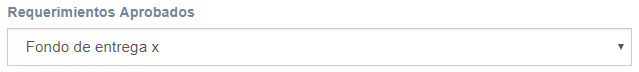 Requerimientos Aprobados
Fondo de entrega x